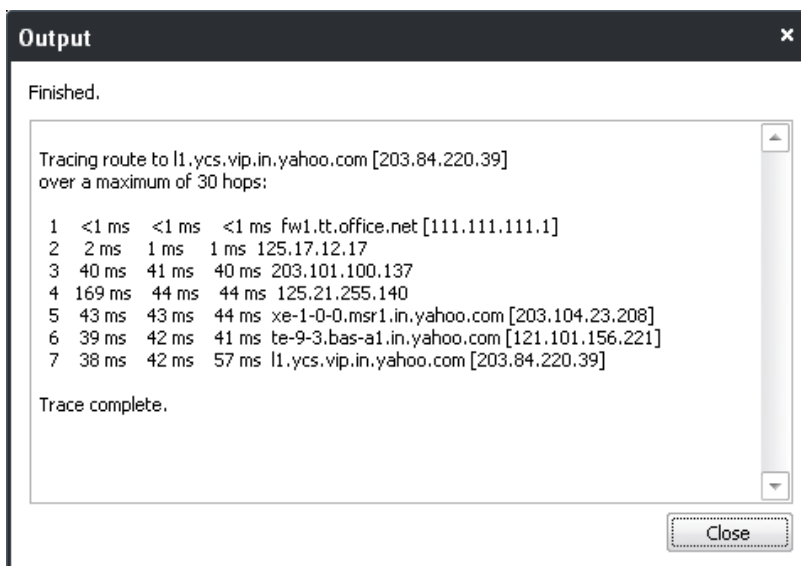 Output
Finished.
Tracing route to l1.ycs.vip.in.yahoo.com [203.84.220.39]
over a maximum of 30 hops:
1 <1 ms <1 ms <1 ms fw1.tt.office.net [111.111.111.1]
2 2 ms 1 ms 1 ms 125.17.12.17
3 40 ms 41 ms 40 ms 203.101.100.137
4 169 ms 44 ms 44 ms 125.21.255.140
5 43 ms 43 ms 44 ms xe-1-0-0.msr1.in.yahoo.com [203.104.23.208]
6 39 ms 42 ms 41 ms te-9-3.bas-a1.in.yahoo.com [121.101.156.221]
7 38 ms 42 ms 57 ms l1.ycs.vip.in.yahoo.com [203.84.220.39]
Trace complete.
Close